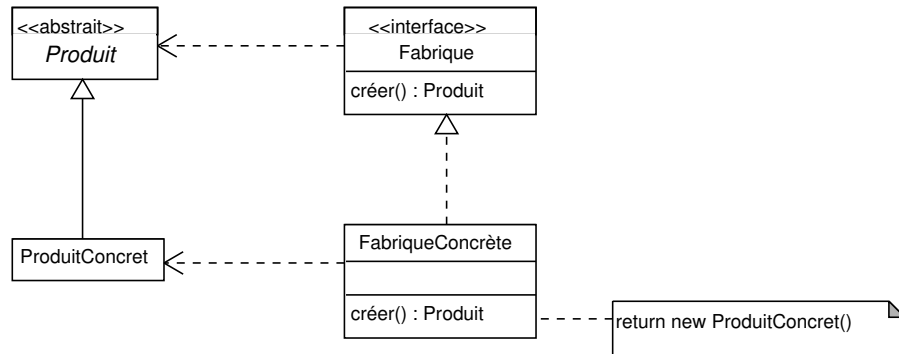 <<abstrait>>
Produit
<<interface>>
Fabrique
créer() : Produit
ProduitConcret
FabriqueConcrète
créer() : Produit
return new ProduitConcret()